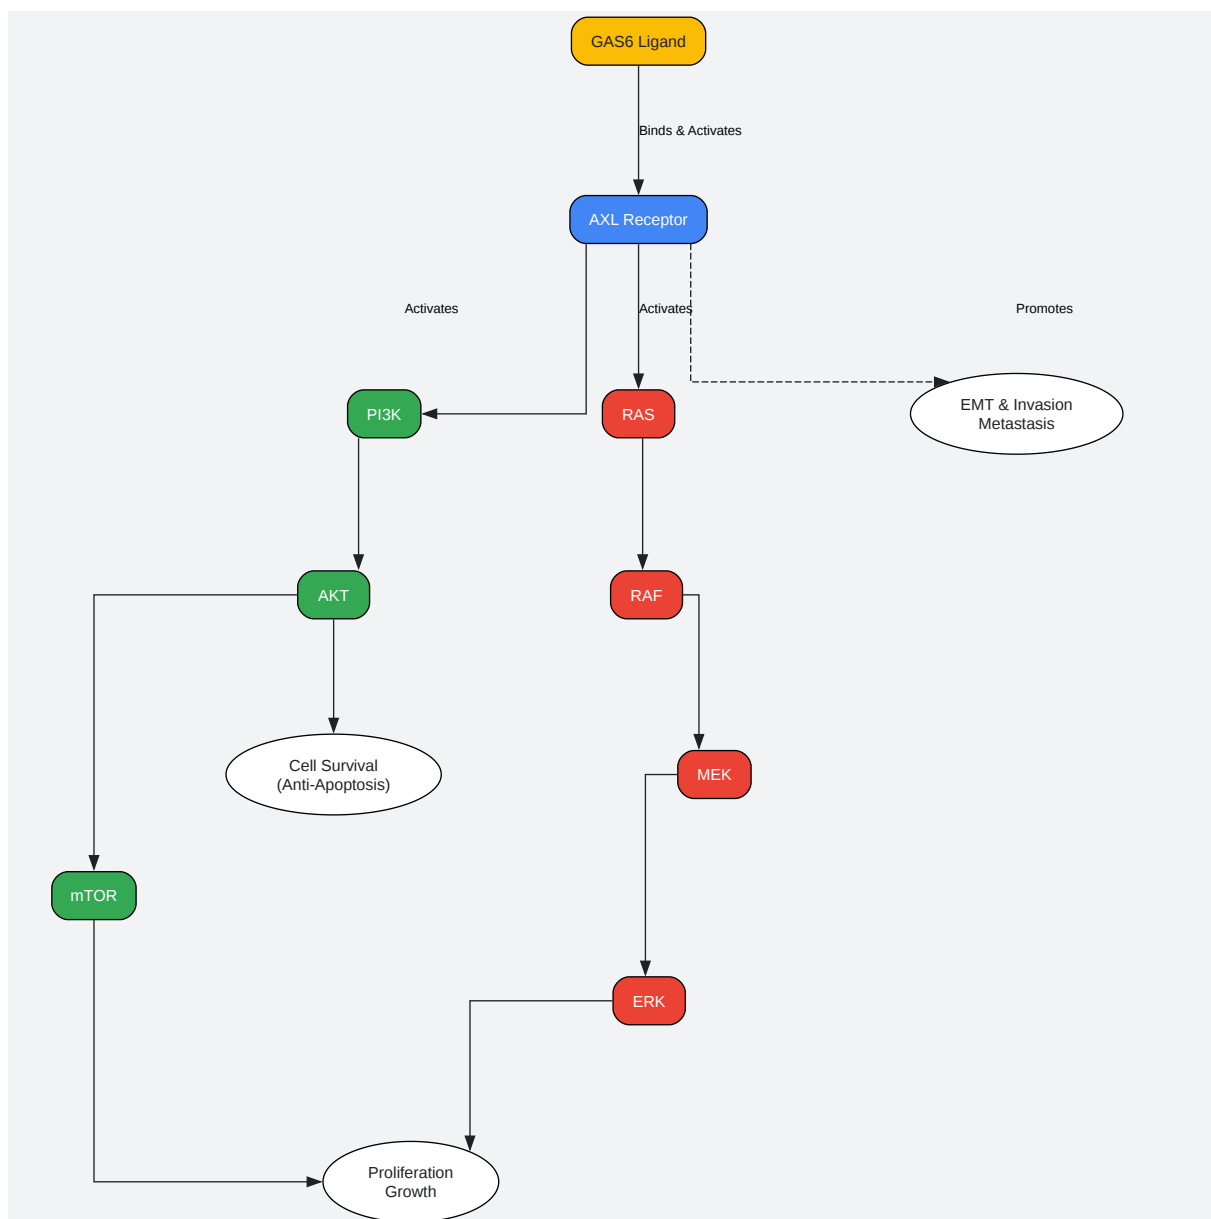 GAS6 Ligand
Binds & Activates
AXL Receptor
Activates
Activates
Promotes
PI3K
RAS
EMT & Invasion
Metastasis
AKT
RAF
Cell Survival
(Anti-Apoptosis)
MEK
mTOR
ERK
Proliferation
Growth